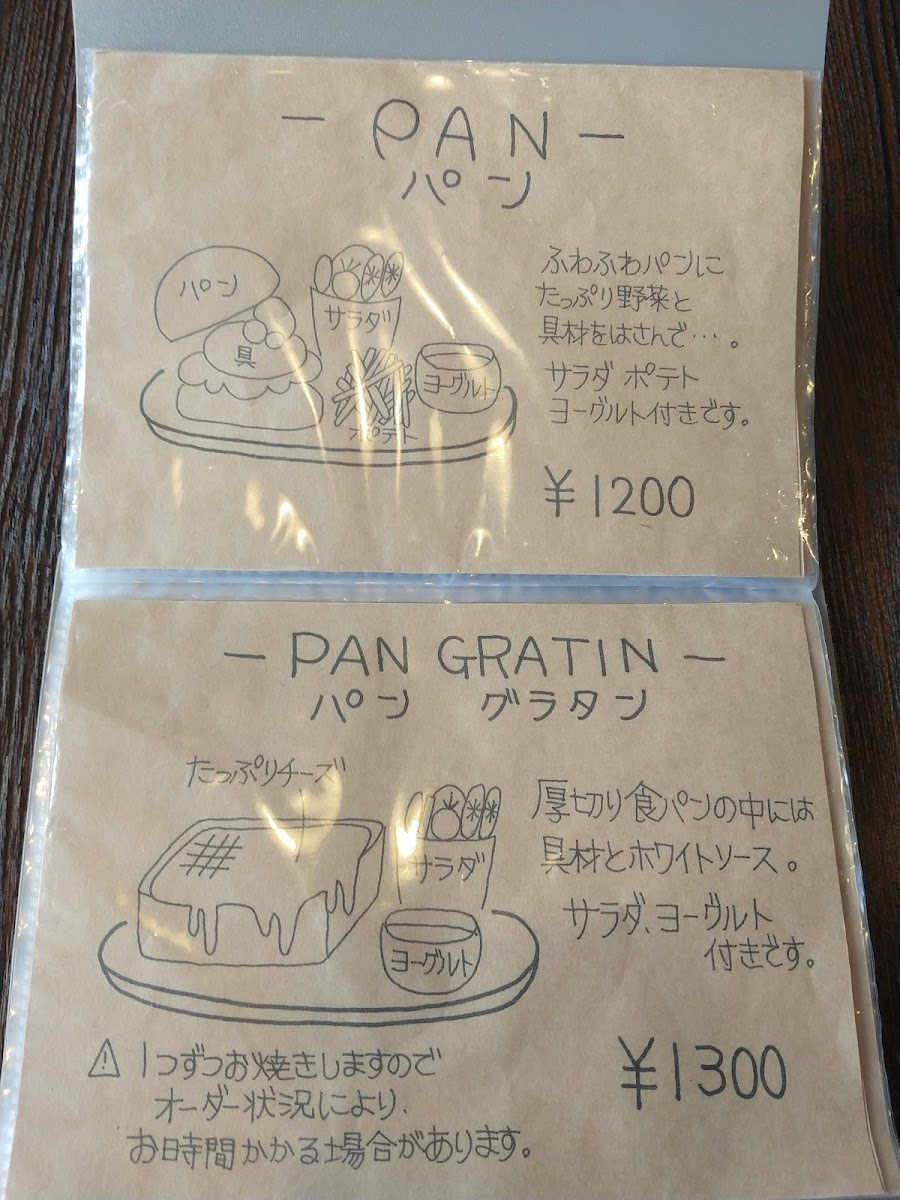 - PAN -
パン
パン
具
サラダ
ポテト
ヨーグルト
ふわふわパンに
たっぷり野菜と
具材をはさんで…。
サラダ ポテト
ヨーグルト付きです。
¥1200
- PAN GRATIN -
パン グラタン
たっぷりチーズ
サラダ
ヨーグルト
厚切り食パンの中には
具材とホワイトソース。
サラダ、ヨーグルト
付きです。
⚠ 1つずつお焼きしますので
オーダー状況により、
お時間かかる場合があります。
¥1300